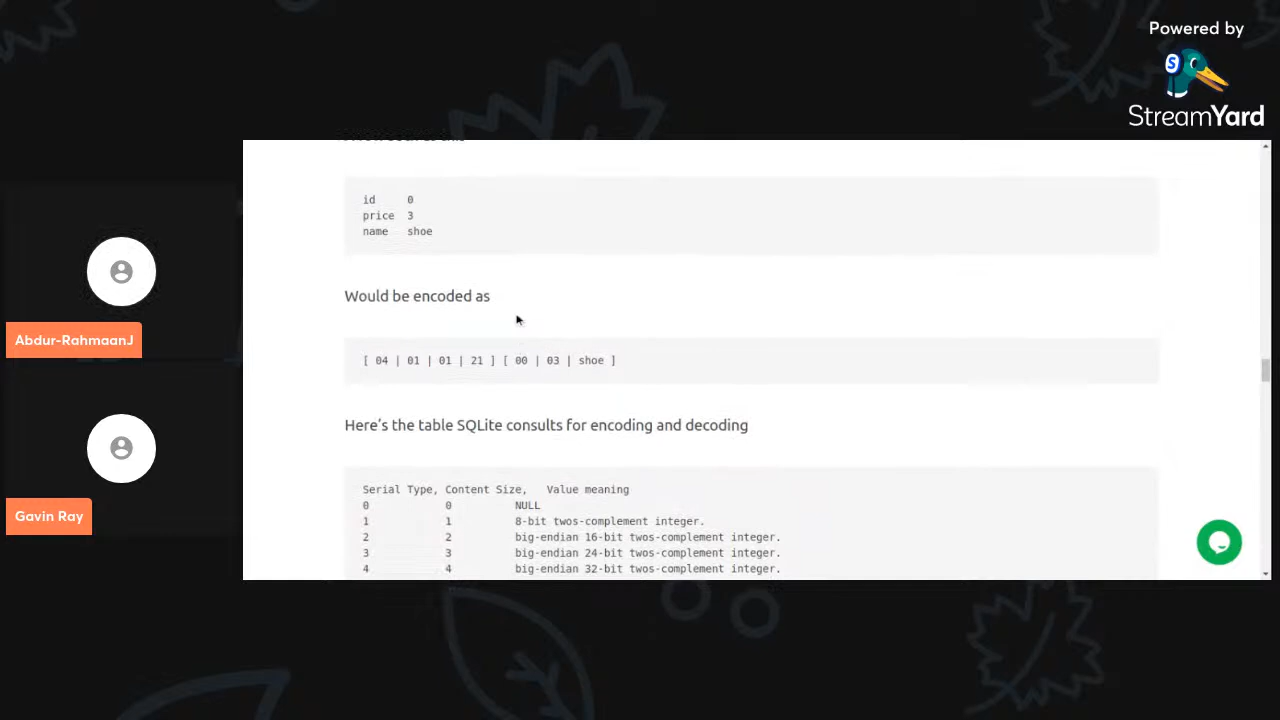 Powered by
StreamYard
id 0
price 3
name shoe
Would be encoded as
[ 04 | 01 | 01 | 21 ] [ 00 | 03 | shoe ]
Here's the table SQLite consults for encoding and decoding
Serial Type, Content Size, Value meaning
0 0 NULL
1 1 8-bit twos-complement integer.
2 2 big-endian 16-bit twos-complement integer.
3 3 big-endian 24-bit twos-complement integer.
4 4 big-endian 32-bit twos-complement integer.
Abdur-RahmaanJ
Gavin Ray